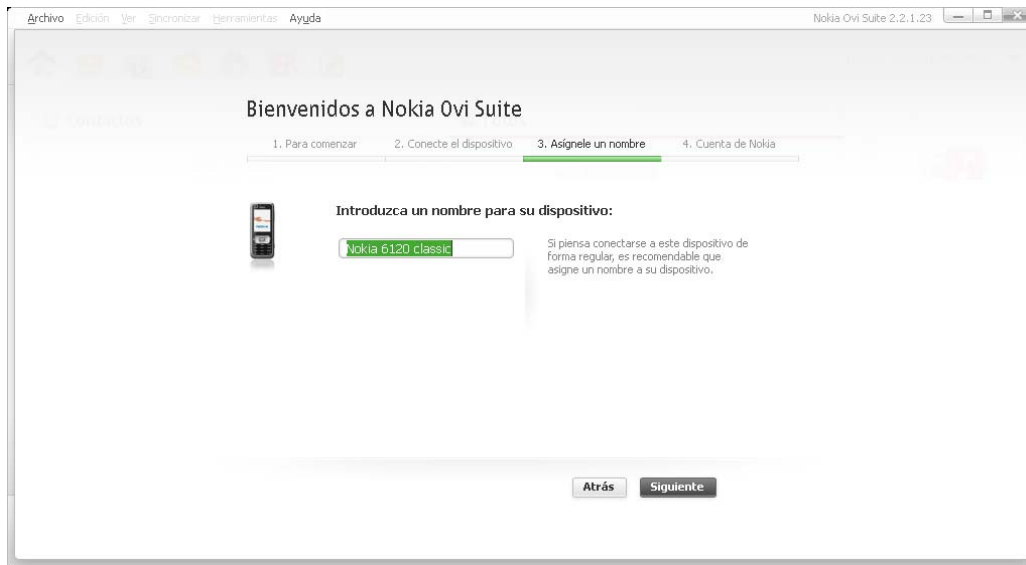 Archivo Edición Ver Sincronizar Herramientas Ayuda
Nokia Ovi Suite 2.2.1.23
Contactos
Bienvenidos a Nokia Ovi Suite
1. Para comenzar 2. Conecte el dispositivo 3. Asígnele un nombre 4. Cuenta de Nokia
Introduzca un nombre para su dispositivo:
Nokia 6120 classic
Si piensa conectarse a este dispositivo de
forma regular, es recomendable que
asigne un nombre a su dispositivo.
Atrás Siguiente